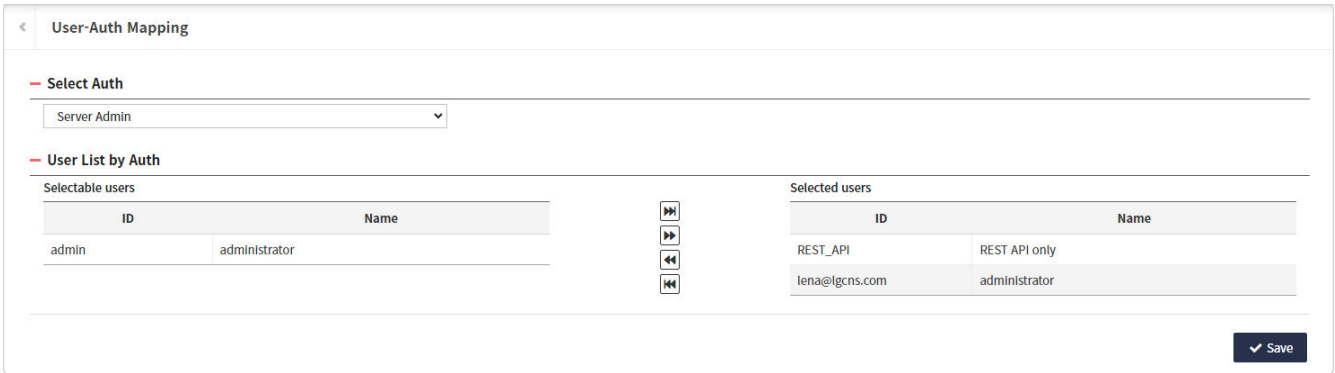 User-Auth Mapping
Select Auth
Server Admin
User List by Auth
Selectable users
Selected users
ID Name
ID Name
admin administrator
REST_API REST API only
lena@lgcns.com administrator
Save